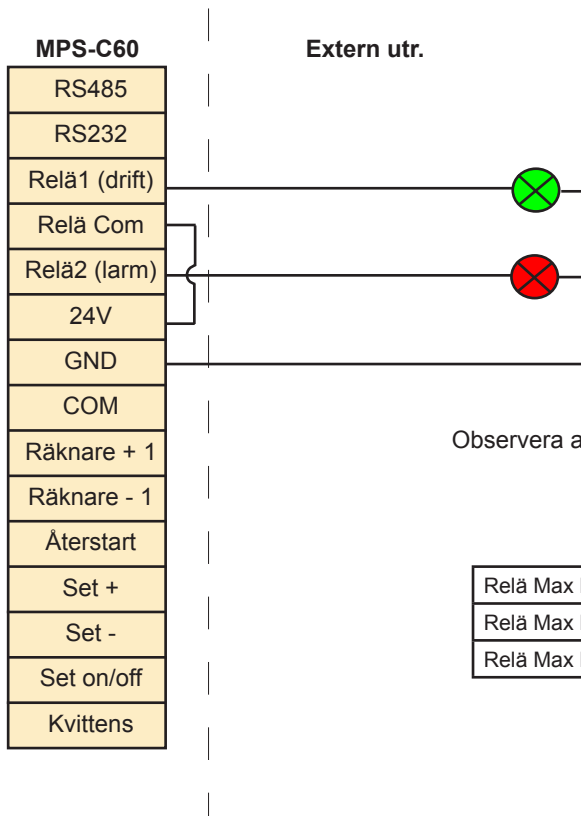 MPS-C60
Extern utr.
RS485
RS232
Relä1 (drift)
Relä Com
Relä2 (larm)
24V
GND
COM
Räknare + 1
Räknare - 1
Återstart
Set +
Set -
Set on/off
Kvittens
Observera
Relä Max
Relä Max
Relä Max